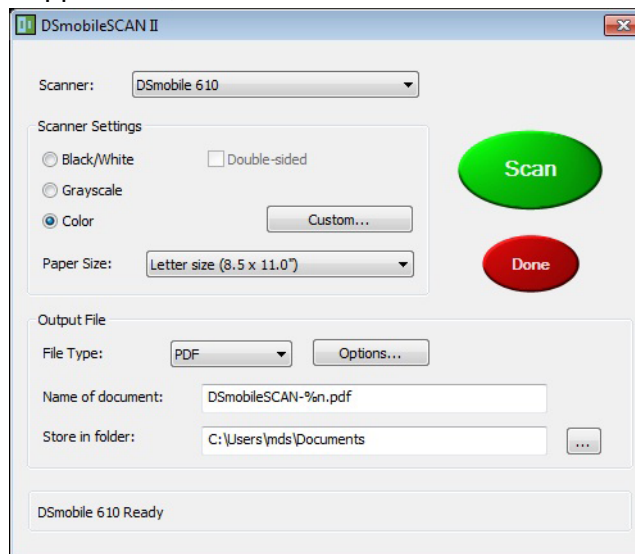 DSmobileSCAN II
Scanner: DSmobile 610
Scanner Settings
Black/White Double-sided
Grayscale
Color Custom...
Paper Size: Letter size (8.5 x 11.0")
Scan
Done
Output File
File Type: PDF Options...
Name of document: DSmobileSCAN-%n.pdf
Store in folder: C:\Users\mds\Documents ...
DSmobile 610 Ready